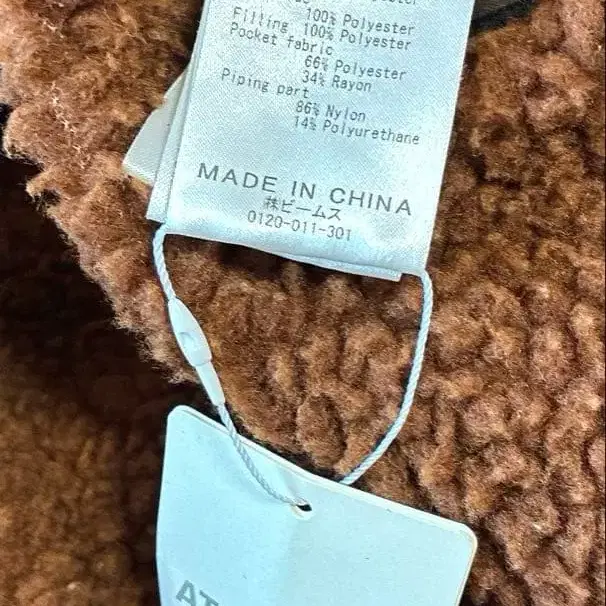 100% Polyester
Filling 100% Polyester
Pocket fabric
66% Polyester
34% Rayon
Piping part
86% Nylon
14% Polyurethane
MADE IN CHINA
㈱ビームス
0120-011-301
AT